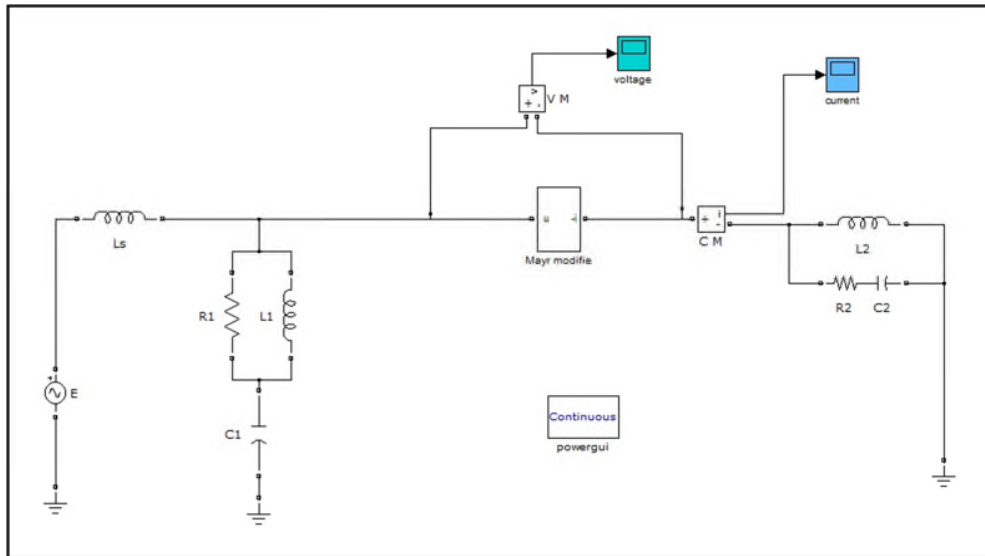 voltage
V M
current
Ls
Mayr modifie
C M
L2
R1
L1
R2
C2
E
C1
Continuous
powergui